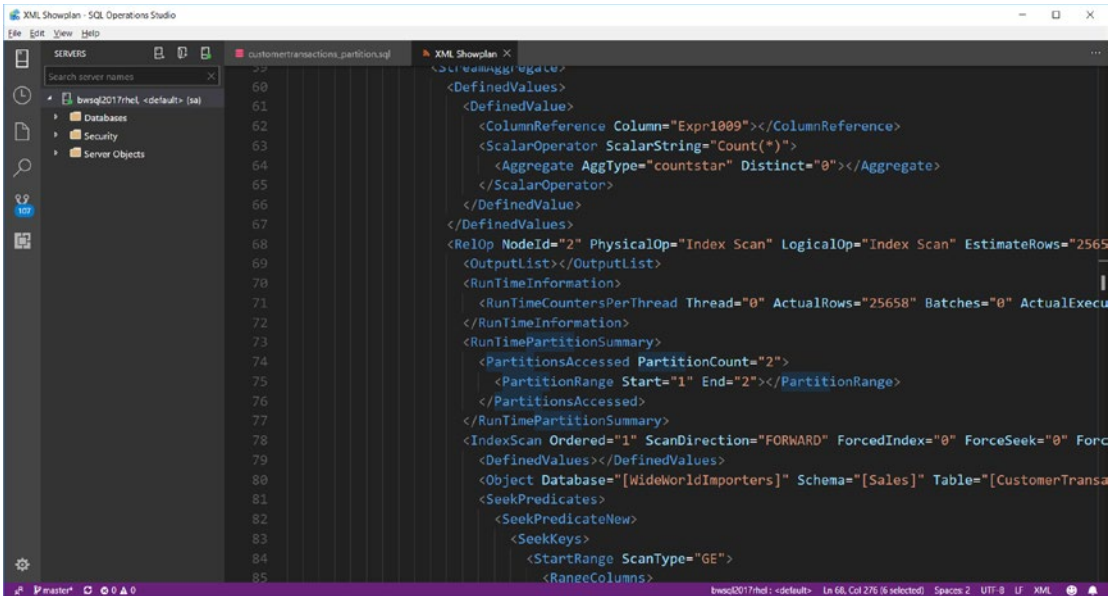 XML Showplan - SQL Operations Studio
File Edit View Help
SERVERS
customertransactions_partition.sql
XML Showplan
Search server names
bwsql2017rhel, <default> (sa)
Databases
Security
Server Objects
107
59 <StreamAggregate>
60 <DefinedValues>
61 <DefinedValue>
62 <ColumnReference Column="Expr1009"></ColumnReference>
63 <ScalarOperator ScalarString="Count(*)">
64 <Aggregate AggType="countstar" Distinct="0"></Aggregate>
65 </ScalarOperator>
66 </DefinedValue>
67 </DefinedValues>
68 <RelOp NodeId="2" PhysicalOp="Index Scan" LogicalOp="Index Scan" EstimateRows="2565
69 <OutputList></OutputList>
70 <RunTimeInformation>
71 <RunTimeCountersPerThread Thread="0" ActualRows="25658" Batches="0" ActualExecu
72 </RunTimeInformation>
73 <RunTimePartitionSummary>
74 <PartitionsAccessed PartitionCount="2">
75 <PartitionRange Start="1" End="2"></PartitionRange>
76 </PartitionsAccessed>
77 </RunTimePartitionSummary>
78 <IndexScan Ordered="1" ScanDirection="FORWARD" ForcedIndex="0" ForceSeek="0" Forc
79 <DefinedValues></DefinedValues>
80 <Object Database="[WideWorldImporters]" Schema="[Sales]" Table="[CustomerTransa
81 <SeekPredicates>
82 <SeekPredicateNew>
83 <SeekKeys>
84 <StartRange ScanType="GE">
85 <RangeColumns>
master* 0 0 bwsql2017rhel : <default> Ln 68, Col 276 (6 selected) Spaces: 2 UTF-8 LF XML